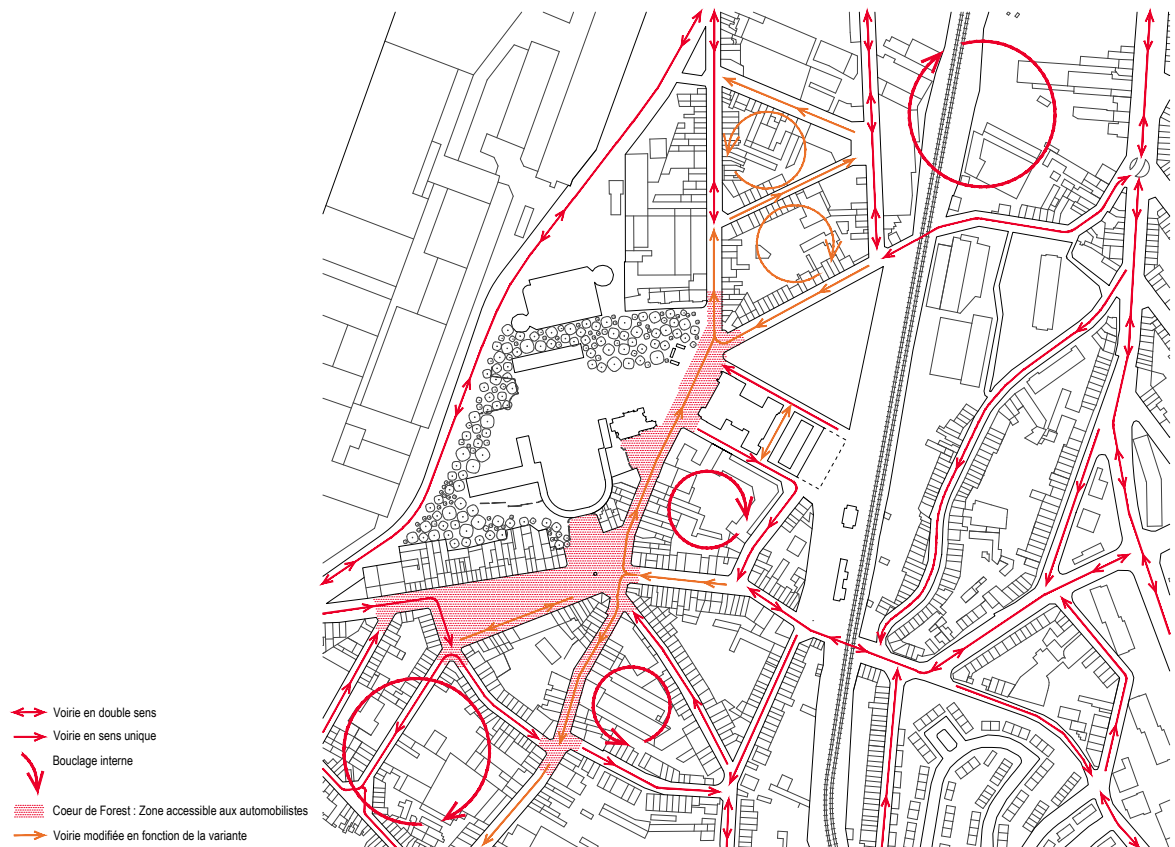 Voirie en double sens
Voirie en sens unique
Bouclage interne
Coeur de Forest : Zone accessible aux automobilistes
Voirie modifiée en fonction de la variante